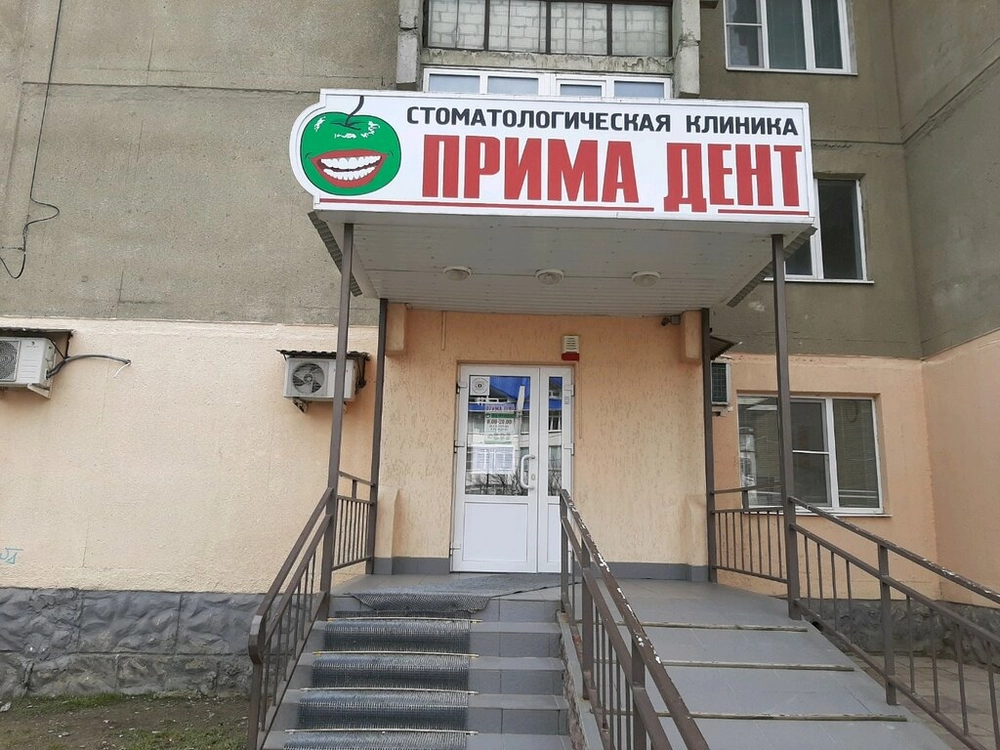 СТОМАТОЛОГИЧЕСКАЯ КЛИНИКА
ПРИМА ДЕНТ